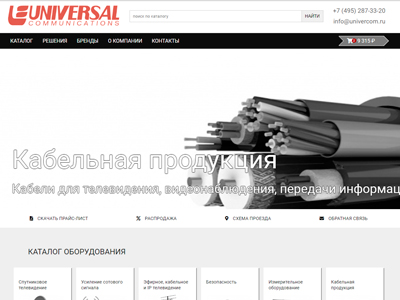 UNIVERSAL
COMMUNICATIONS
поиск по каталогу
НАЙТИ
+7 (495) 287-33-20
info@univercom.ru
КАТАЛОГ РЕШЕНИЯ БРЕНДЫ О КОМПАНИИ КОНТАКТЫ
9 315 ₽
Кабельная продукция
Кабели для телевидения, видеонаблюдения, передачи информац
СКАЧАТЬ ПРАЙС-ЛИСТ РАСПРОДАЖА СХЕМА ПРОЕЗДА ОБРАТНАЯ СВЯЗЬ
КАТАЛОГ ОБОРУДОВАНИЯ
Спутниковое телевидение
Усиление сотового сигнала
Эфирное, кабельное и IP телевидение
Безопасность
Измерительное оборудование
Кабельная продукция